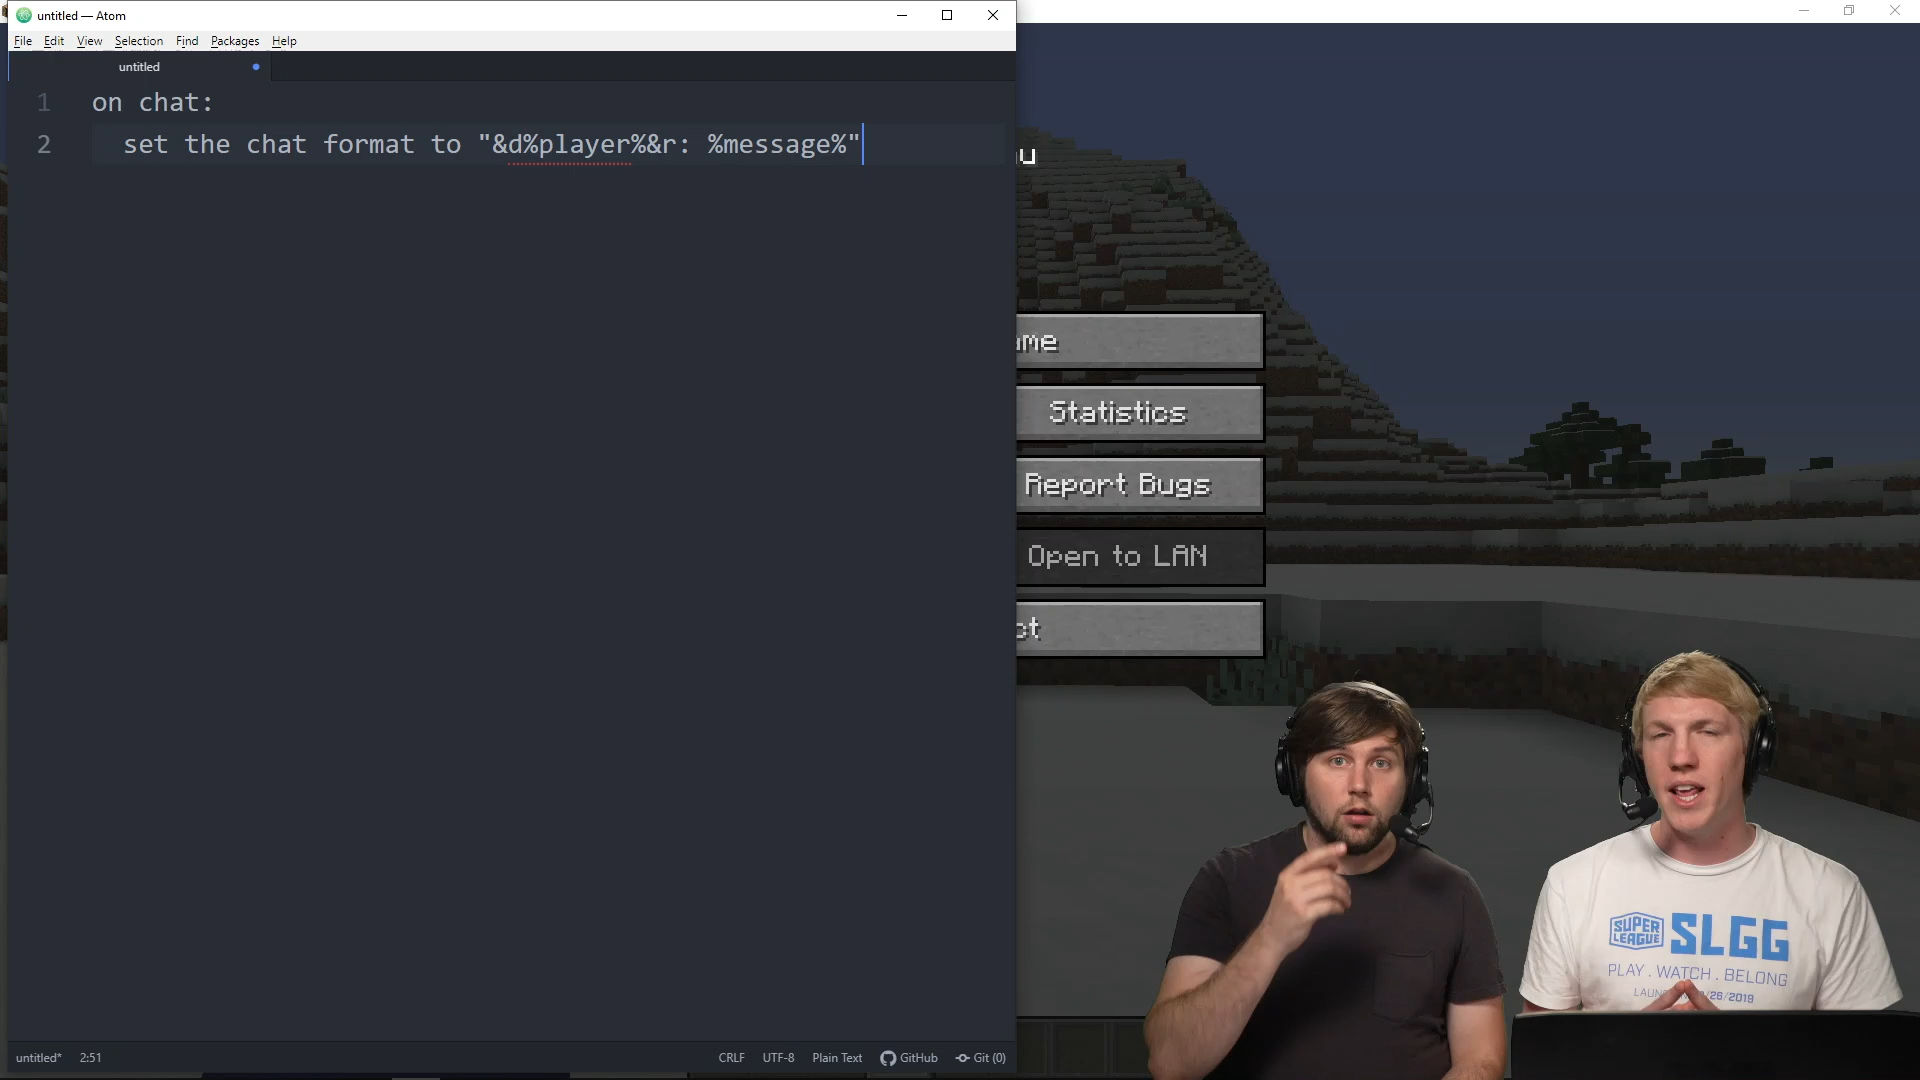 untitled — Atom
File Edit View Selection Find Packages Help
untitled
1 on chat:
2 set the chat format to "&d%player%&r: %message%"
Statistics
Report Bugs
Open to LAN
SUPER LEAGUE SLGG
PLAY . WATCH . BELONG
/26/2019
untitled* 2:51 CRLF UTF-8 Plain Text GitHub Git (0)